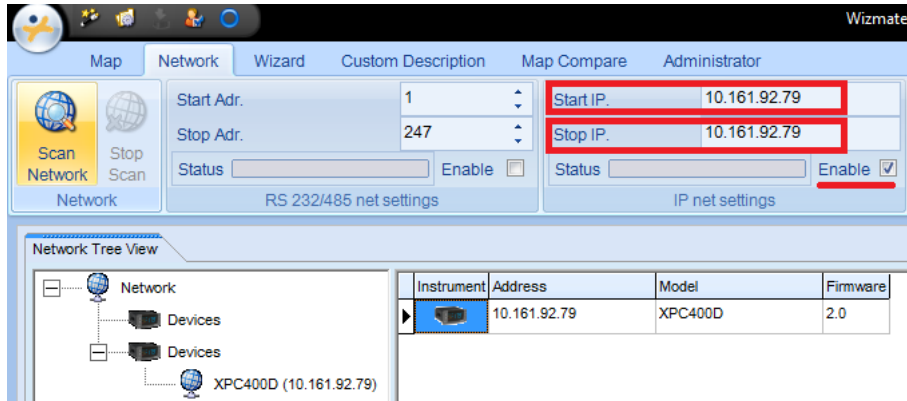 Wizmate
Map Network Wizard Custom Description Map Compare Administrator
Start Adr. 1 Start IP. 10.161.92.79
Stop Adr. 247 Stop IP. 10.161.92.79
Scan Network Stop Scan Status Enable Status Enable
Network RS 232/485 net settings IP net settings
Network Tree View
Network Instrument Address Model Firmware
10.161.92.79 XPC400D 2.0
Devices
Devices
XPC400D (10.161.92.79)